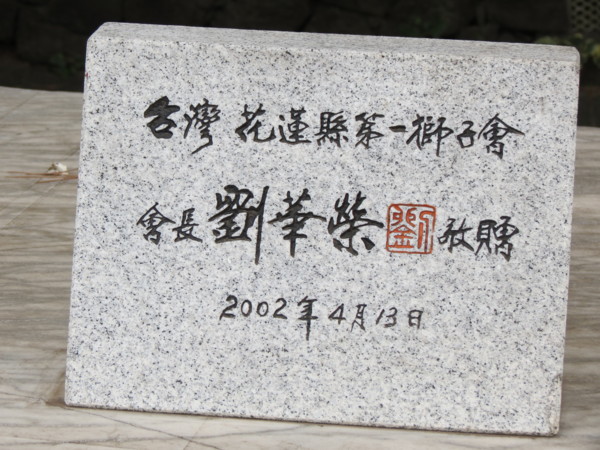 台灣 花蓮縣第一獅子會
會長 劉華榮 劉 敬贈
2002年4月13日